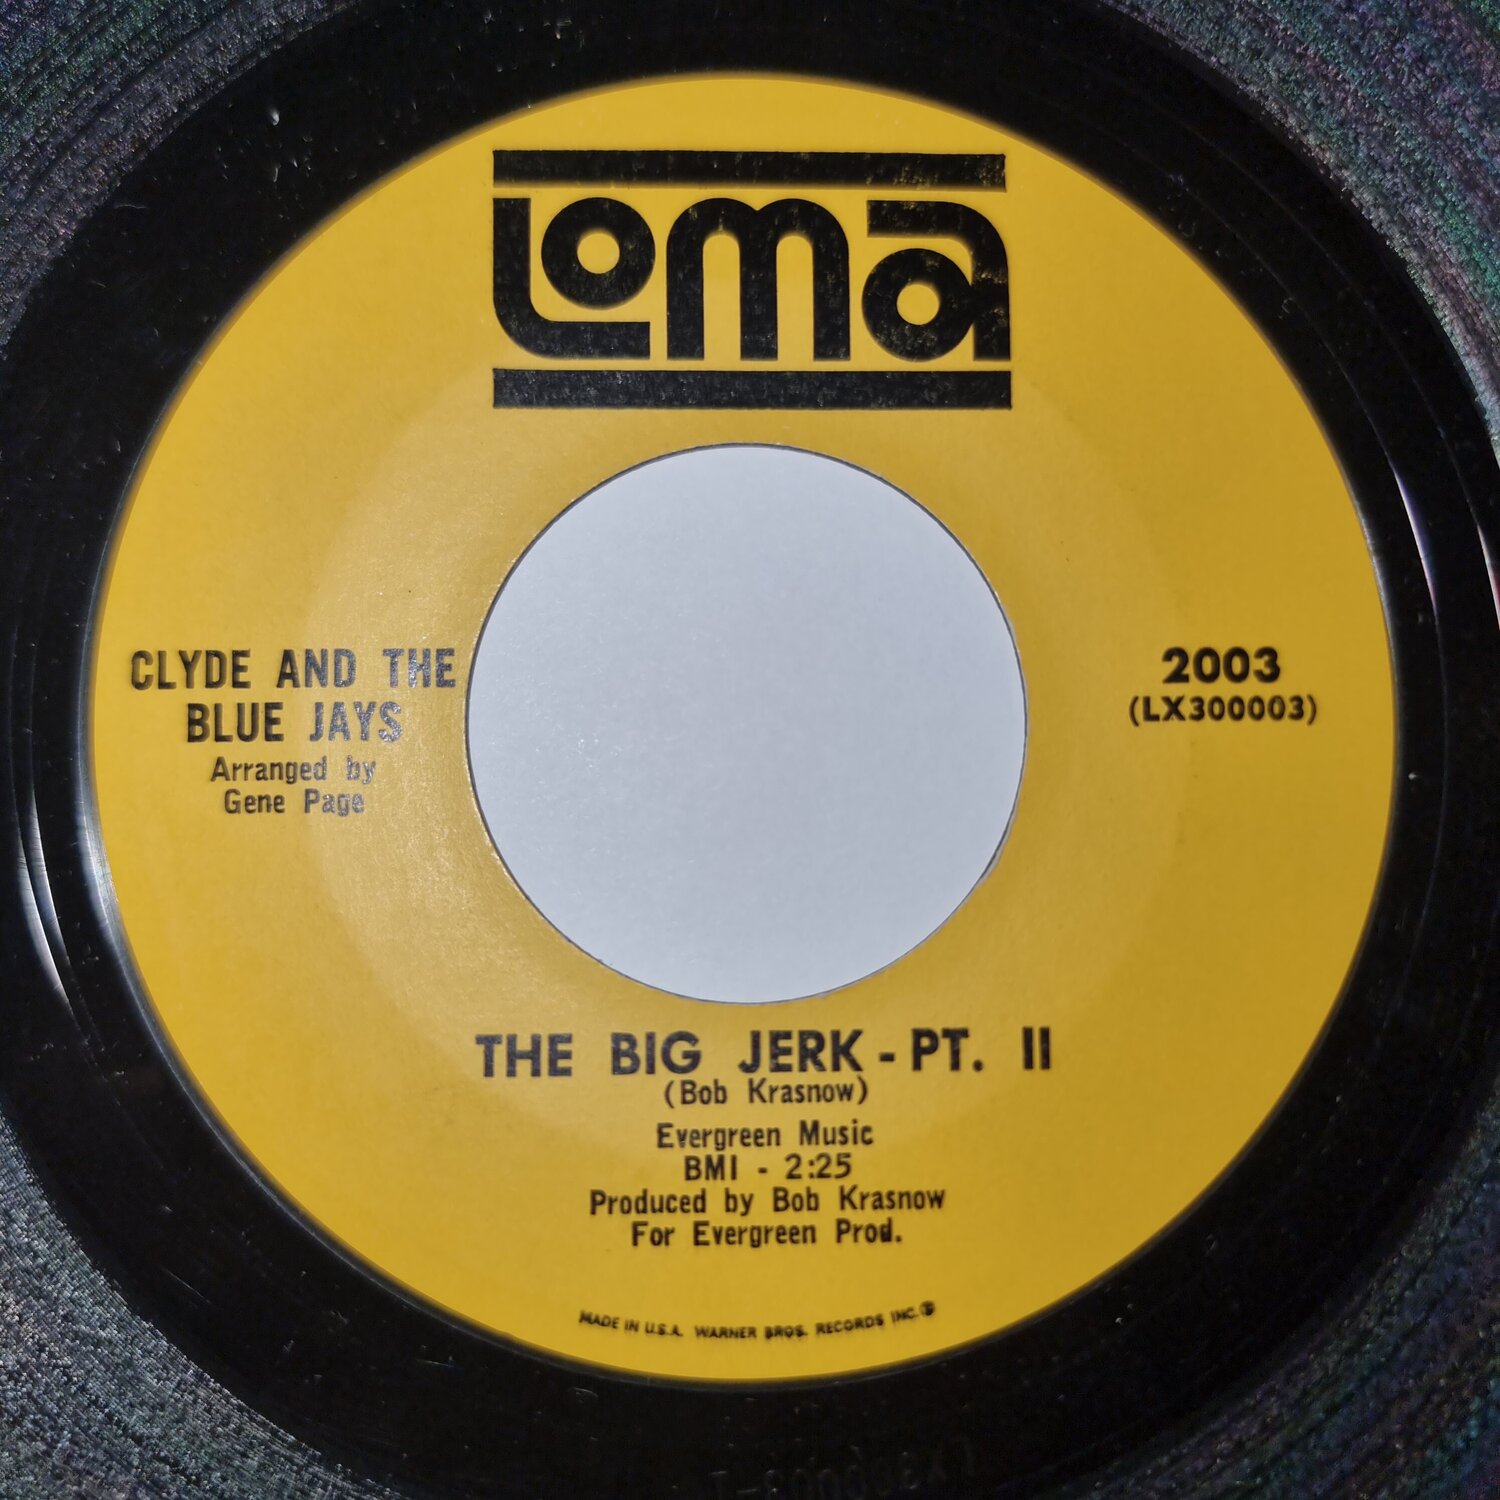 Loma
CLYDE AND THE
BLUE JAYS
Arranged by
Gene Page
2003
(LX300003)
THE BIG JERK - PT. II
(Bob Krasnow)
Evergreen Music
BMI - 2:25
Produced by Bob Krasnow
For Evergreen Prod.
MADE IN U.S.A. WARNER BROS. RECORDS INC.